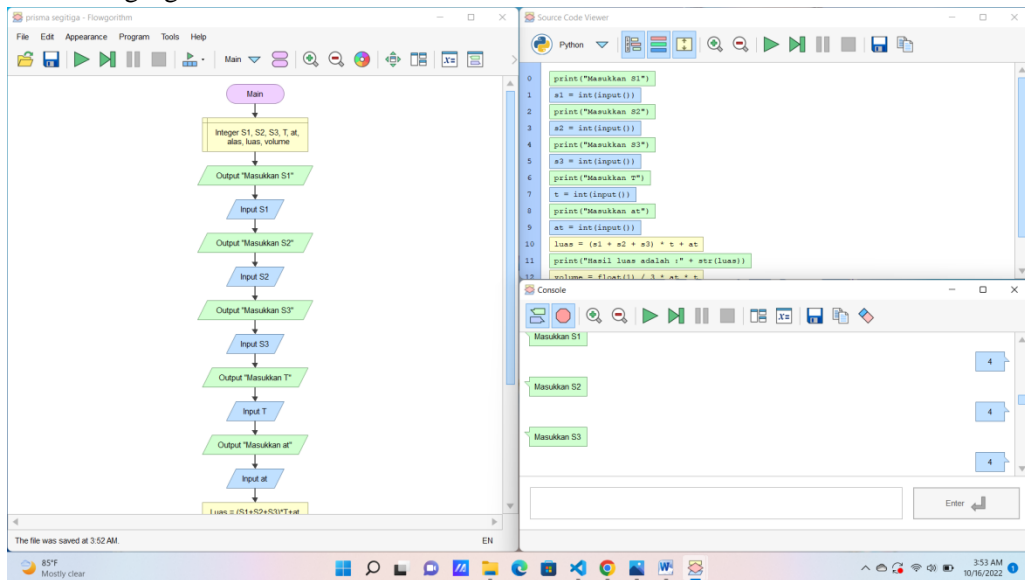 prisma segitiga - Flowgorithm
File Edit Appearance Program Tools Help
Main
Main
Integer S1, S2, S3, T, at,
alas, luas, volume
Output "Masukkan S1"
Input S1
Output "Masukkan S2"
Input S2
Output "Masukkan S3"
Input S3
Output "Masukkan T"
Input T
Output "Masukkan at"
Input at
Luas = (S1+S2+S3)*T+at
The file was saved at 3:52 AM.
EN
Source Code Viewer
Python
0 print("Masukkan S1")
1 s1 = int(input())
2 print("Masukkan S2")
3 s2 = int(input())
4 print("Masukkan S3")
5 s3 = int(input())
6 print("Masukkan T")
7 t = int(input())
8 print("Masukkan at")
9 at = int(input())
10 luas = (s1 + s2 + s3) * t + at
11 print("Hasil luas adalah :" + str(luas))
12 volume = float(1) / 3 * at * t
Console
Masukkan S1
4
Masukkan S2
4
Masukkan S3
4
Enter
85°F
Mostly clear
3:53 AM
10/16/2022